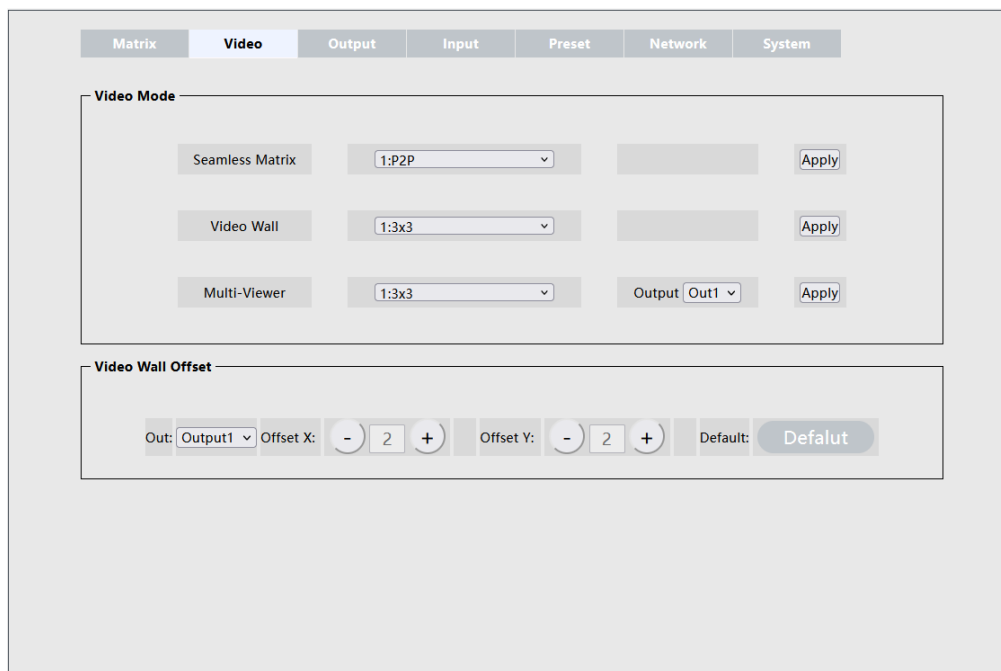 Matrix Video Output Input Preset Network System
Video Mode
Seamless Matrix 1:P2P Apply
Video Wall 1:3x3 Apply
Multi-Viewer 1:3x3 Output Out1 Apply
Video Wall Offset
Out: Output1 Offset X: - 2 + Offset Y: - 2 + Default: Defalut